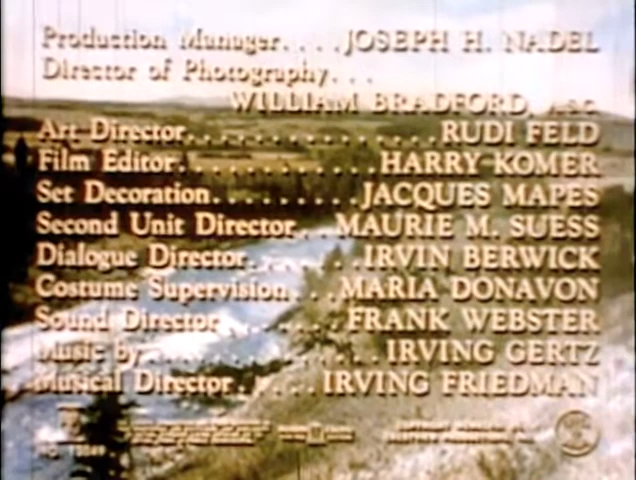 Production Manager....JOSEPH H. NADEL
Director of Photography...
WILLIAM BRADFORD, A.S.C.
Art Director.................RUDI FELD
Film Editor.............HARRY KOMER
Set Decoration..........JACQUES MAPES
Second Unit Director..MAURIE M. SUESS
Dialogue Director........IRVIN BERWICK
Costume Supervision...MARIA DONAVON
Sound Director........FRANK WEBSTER
Music by................IRVING GERTZ
Musical Director.....IRVING FRIEDMAN
NO.